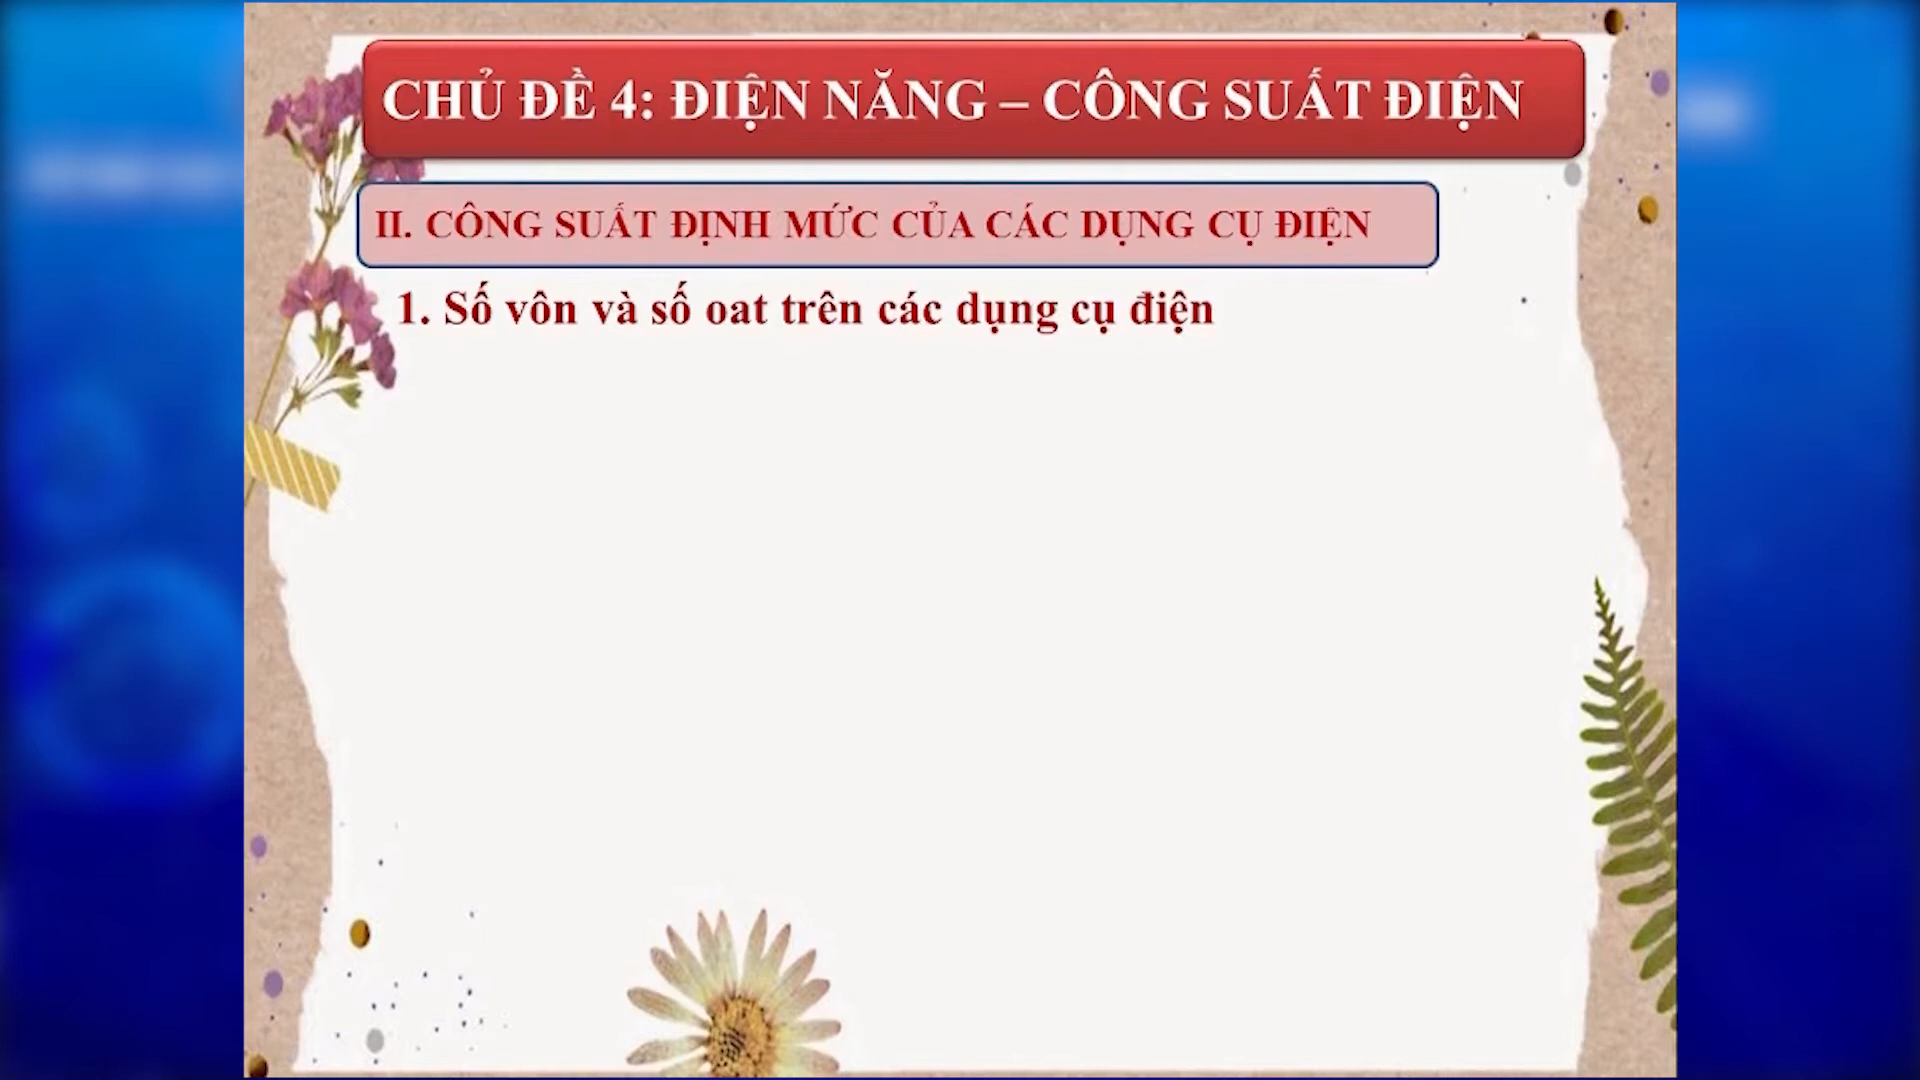 CHỦ ĐỀ 4: ĐIỆN NĂNG – CÔNG SUẤT ĐIỆN
II. CÔNG SUẤT ĐỊNH MỨC CỦA CÁC DỤNG CỤ ĐIỆN
1. Số vôn và số oat trên các dụng cụ điện